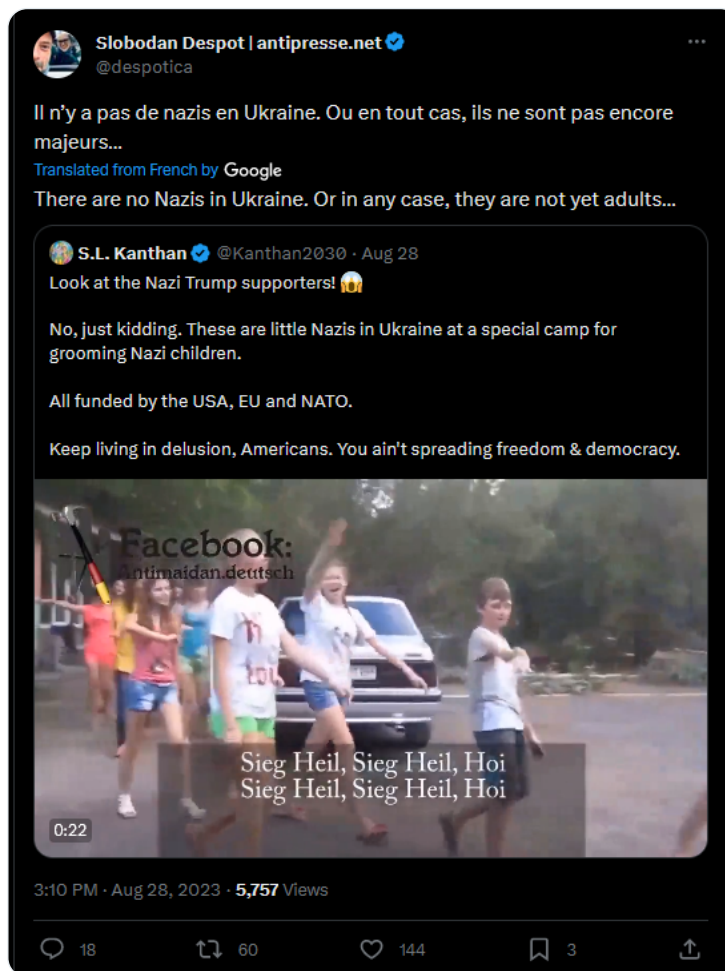 Slobodan Despot | antipresse.net
@despotica
Il n’y a pas de nazis en Ukraine. Ou en tout cas, ils ne sont pas encore
majeurs...
Translated from French by Google
There are no Nazis in Ukraine. Or in any case, they are not yet adults...
S.L. Kanthan @Kanthan2030 · Aug 28
Look at the Nazi Trump supporters! 😱
No, just kidding. These are little Nazis in Ukraine at a special camp for
grooming Nazi children.
All funded by the USA, EU and NATO.
Keep living in delusion, Americans. You ain't spreading freedom & democracy.
Facebook:
Antimaidan.deutsch
Sieg Heil, Sieg Heil, Hoi
Sieg Heil, Sieg Heil, Hoi
0:22
3:10 PM · Aug 28, 2023 · 5,757 Views
18 60 144 3